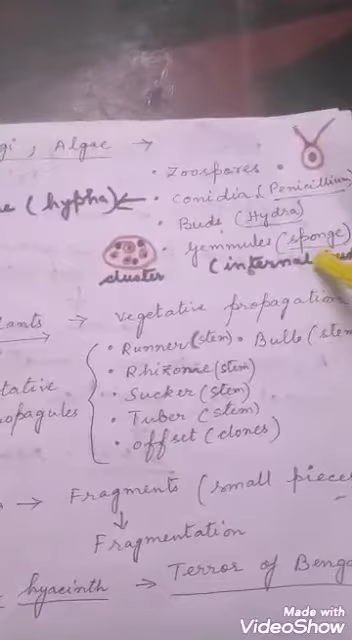 gi, Algae →
• Zoospores •
e (hypha) ← • Conidia (Penicillium)
• Buds (Hydra)
• gemmules (sponge)
cluster (internal
ants → Vegetative propagation
• Runner (stem) • Bulb (stem
tative • Rhizome (stem)
opagules • Sucker (stem)
• Tuber (stem)
• offset (clones)
→ Fragments (small pieces
↓
Fragmentation
hyacinth → Terror of Benga
Made with
VideoShow